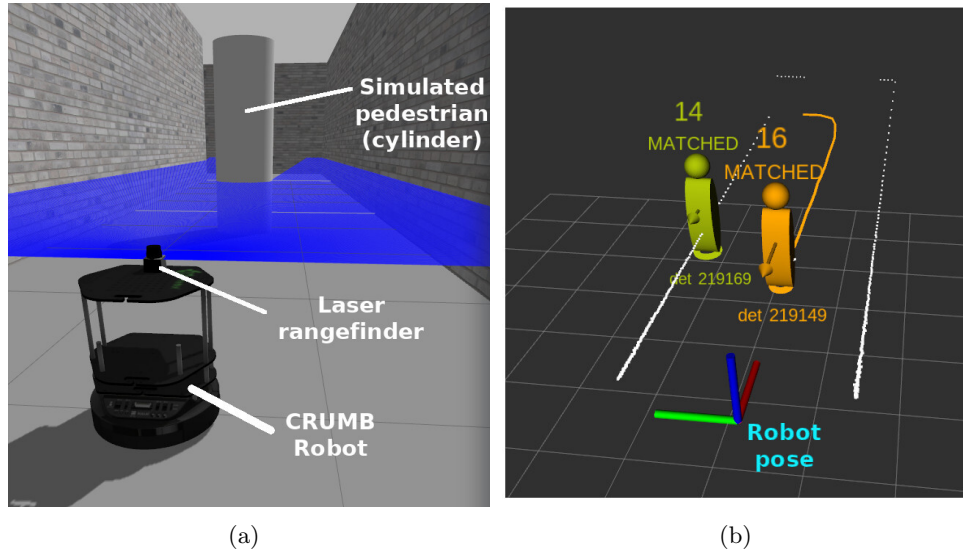 Simulated
pedestrian
(cylinder)
Laser
rangefinder
CRUMB
Robot
(a)
14
MATCHED
16
MATCHED
det 219169
det 219149
Robot
pose
(b)